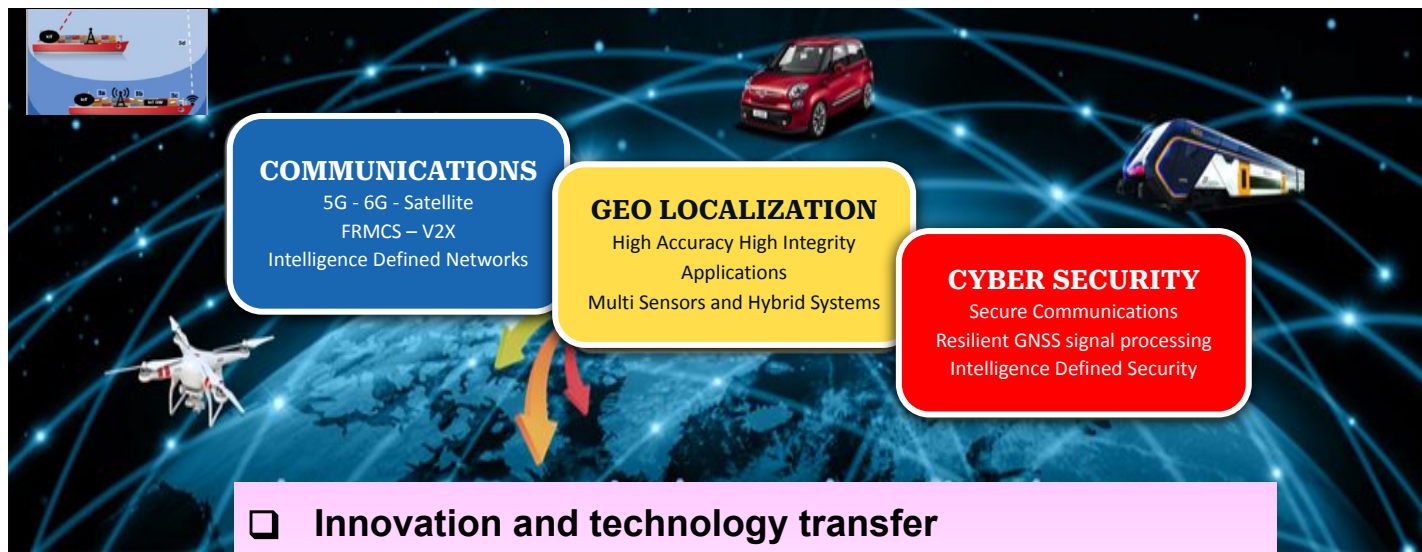 COMMUNICATIONS
5G - 6G - Satellite
FRMCS – V2X
Intelligence Defined Networks
GEO LOCALIZATION
High Accuracy High Integrity
Applications
Multi Sensors and Hybrid Systems
CYBER SECURITY
Secure Communications
Resilient GNSS signal processing
Intelligence Defined Security
❑ Innovation and technology transfer